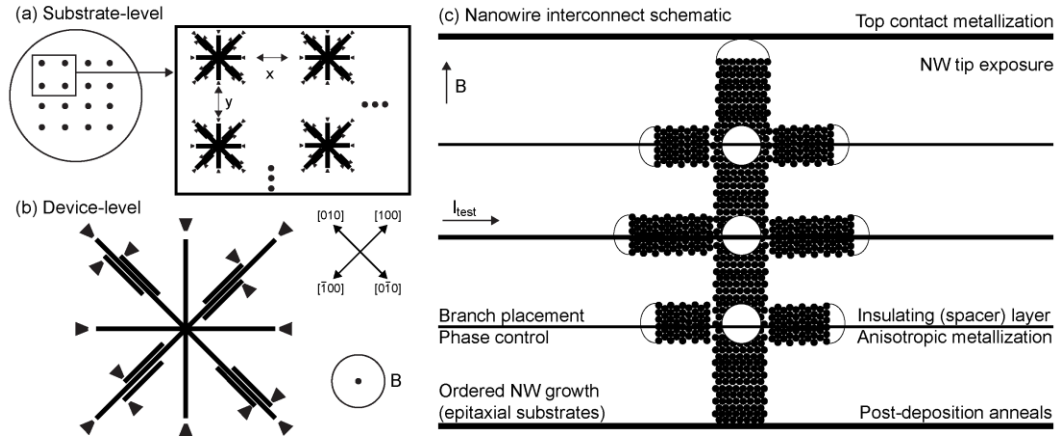 (a) Substrate-level
x
y
(b) Device-level
[010] [100]
[1̄00] [01̄0]
B
(c) Nanowire interconnect schematic
Top contact metallization
NW tip exposure
B
I_test
Branch placement
Phase control
Insulating (spacer) layer
Anisotropic metallization
Ordered NW growth
(epitaxial substrates)
Post-deposition anneals